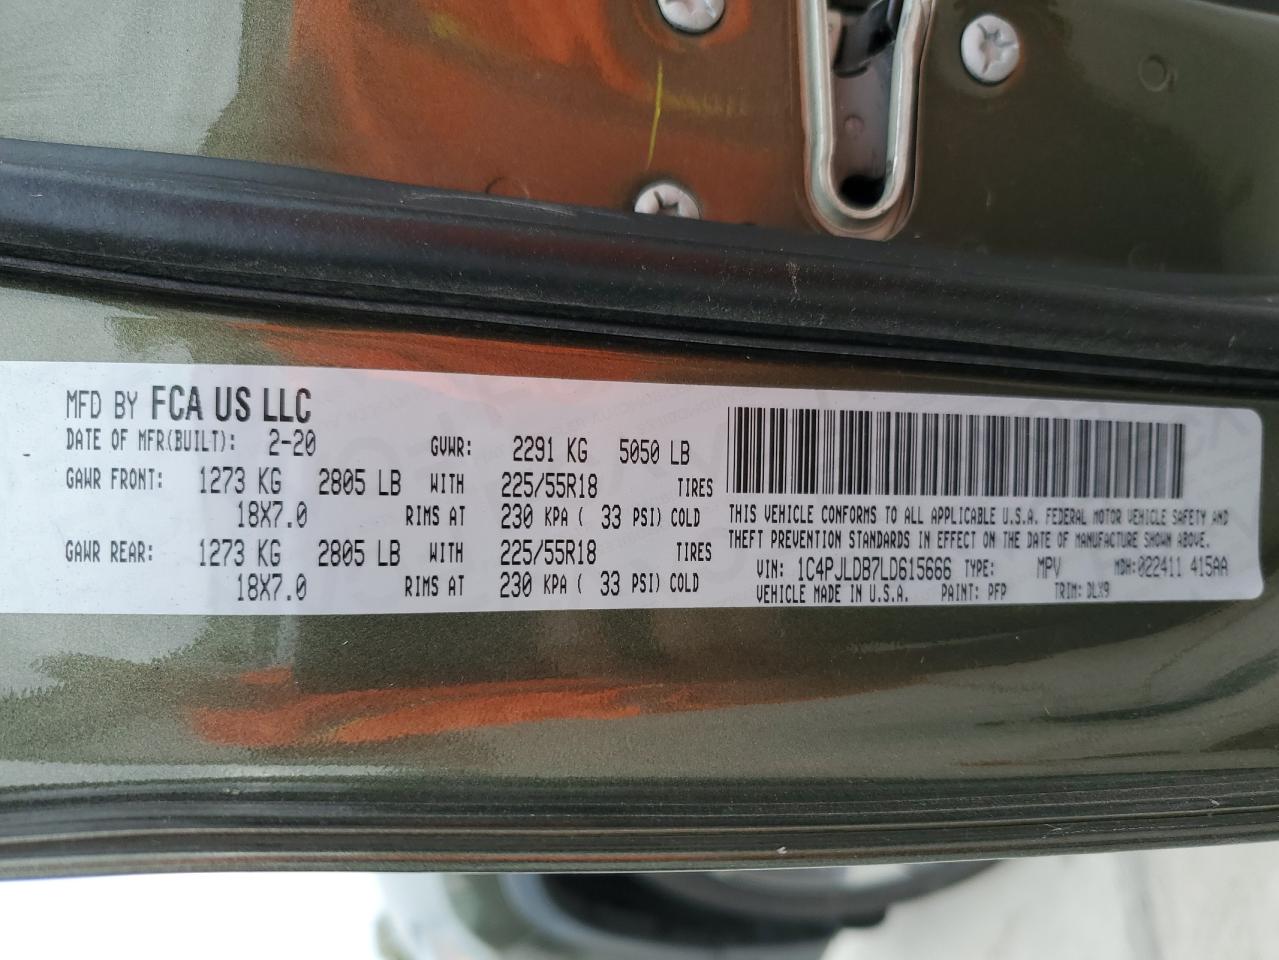 MFD BY FCA US LLC
DATE OF MFR(BUILT): 2-20 GVWR: 2291 KG 5050 LB
GAWR FRONT: 1273 KG 2805 LB WITH 225/55R18 TIRES
18X7.0 RIMS AT 230 KPA ( 33 PSI) COLD
GAWR REAR: 1273 KG 2805 LB WITH 225/55R18 TIRES
18X7.0 RIMS AT 230 KPA ( 33 PSI) COLD
THIS VEHICLE CONFORMS TO ALL APPLICABLE U.S.A. FEDERAL MOTOR VEHICLE SAFETY AND
THEFT PREVENTION STANDARDS IN EFFECT ON THE DATE OF MANUFACTURE SHOWN ABOVE.
VIN: 1C4PJLDB7LD615666 TYPE: MPV MDH: 022411 415AA
VEHICLE MADE IN U.S.A. PAINT: PFP TRIM: DLX9